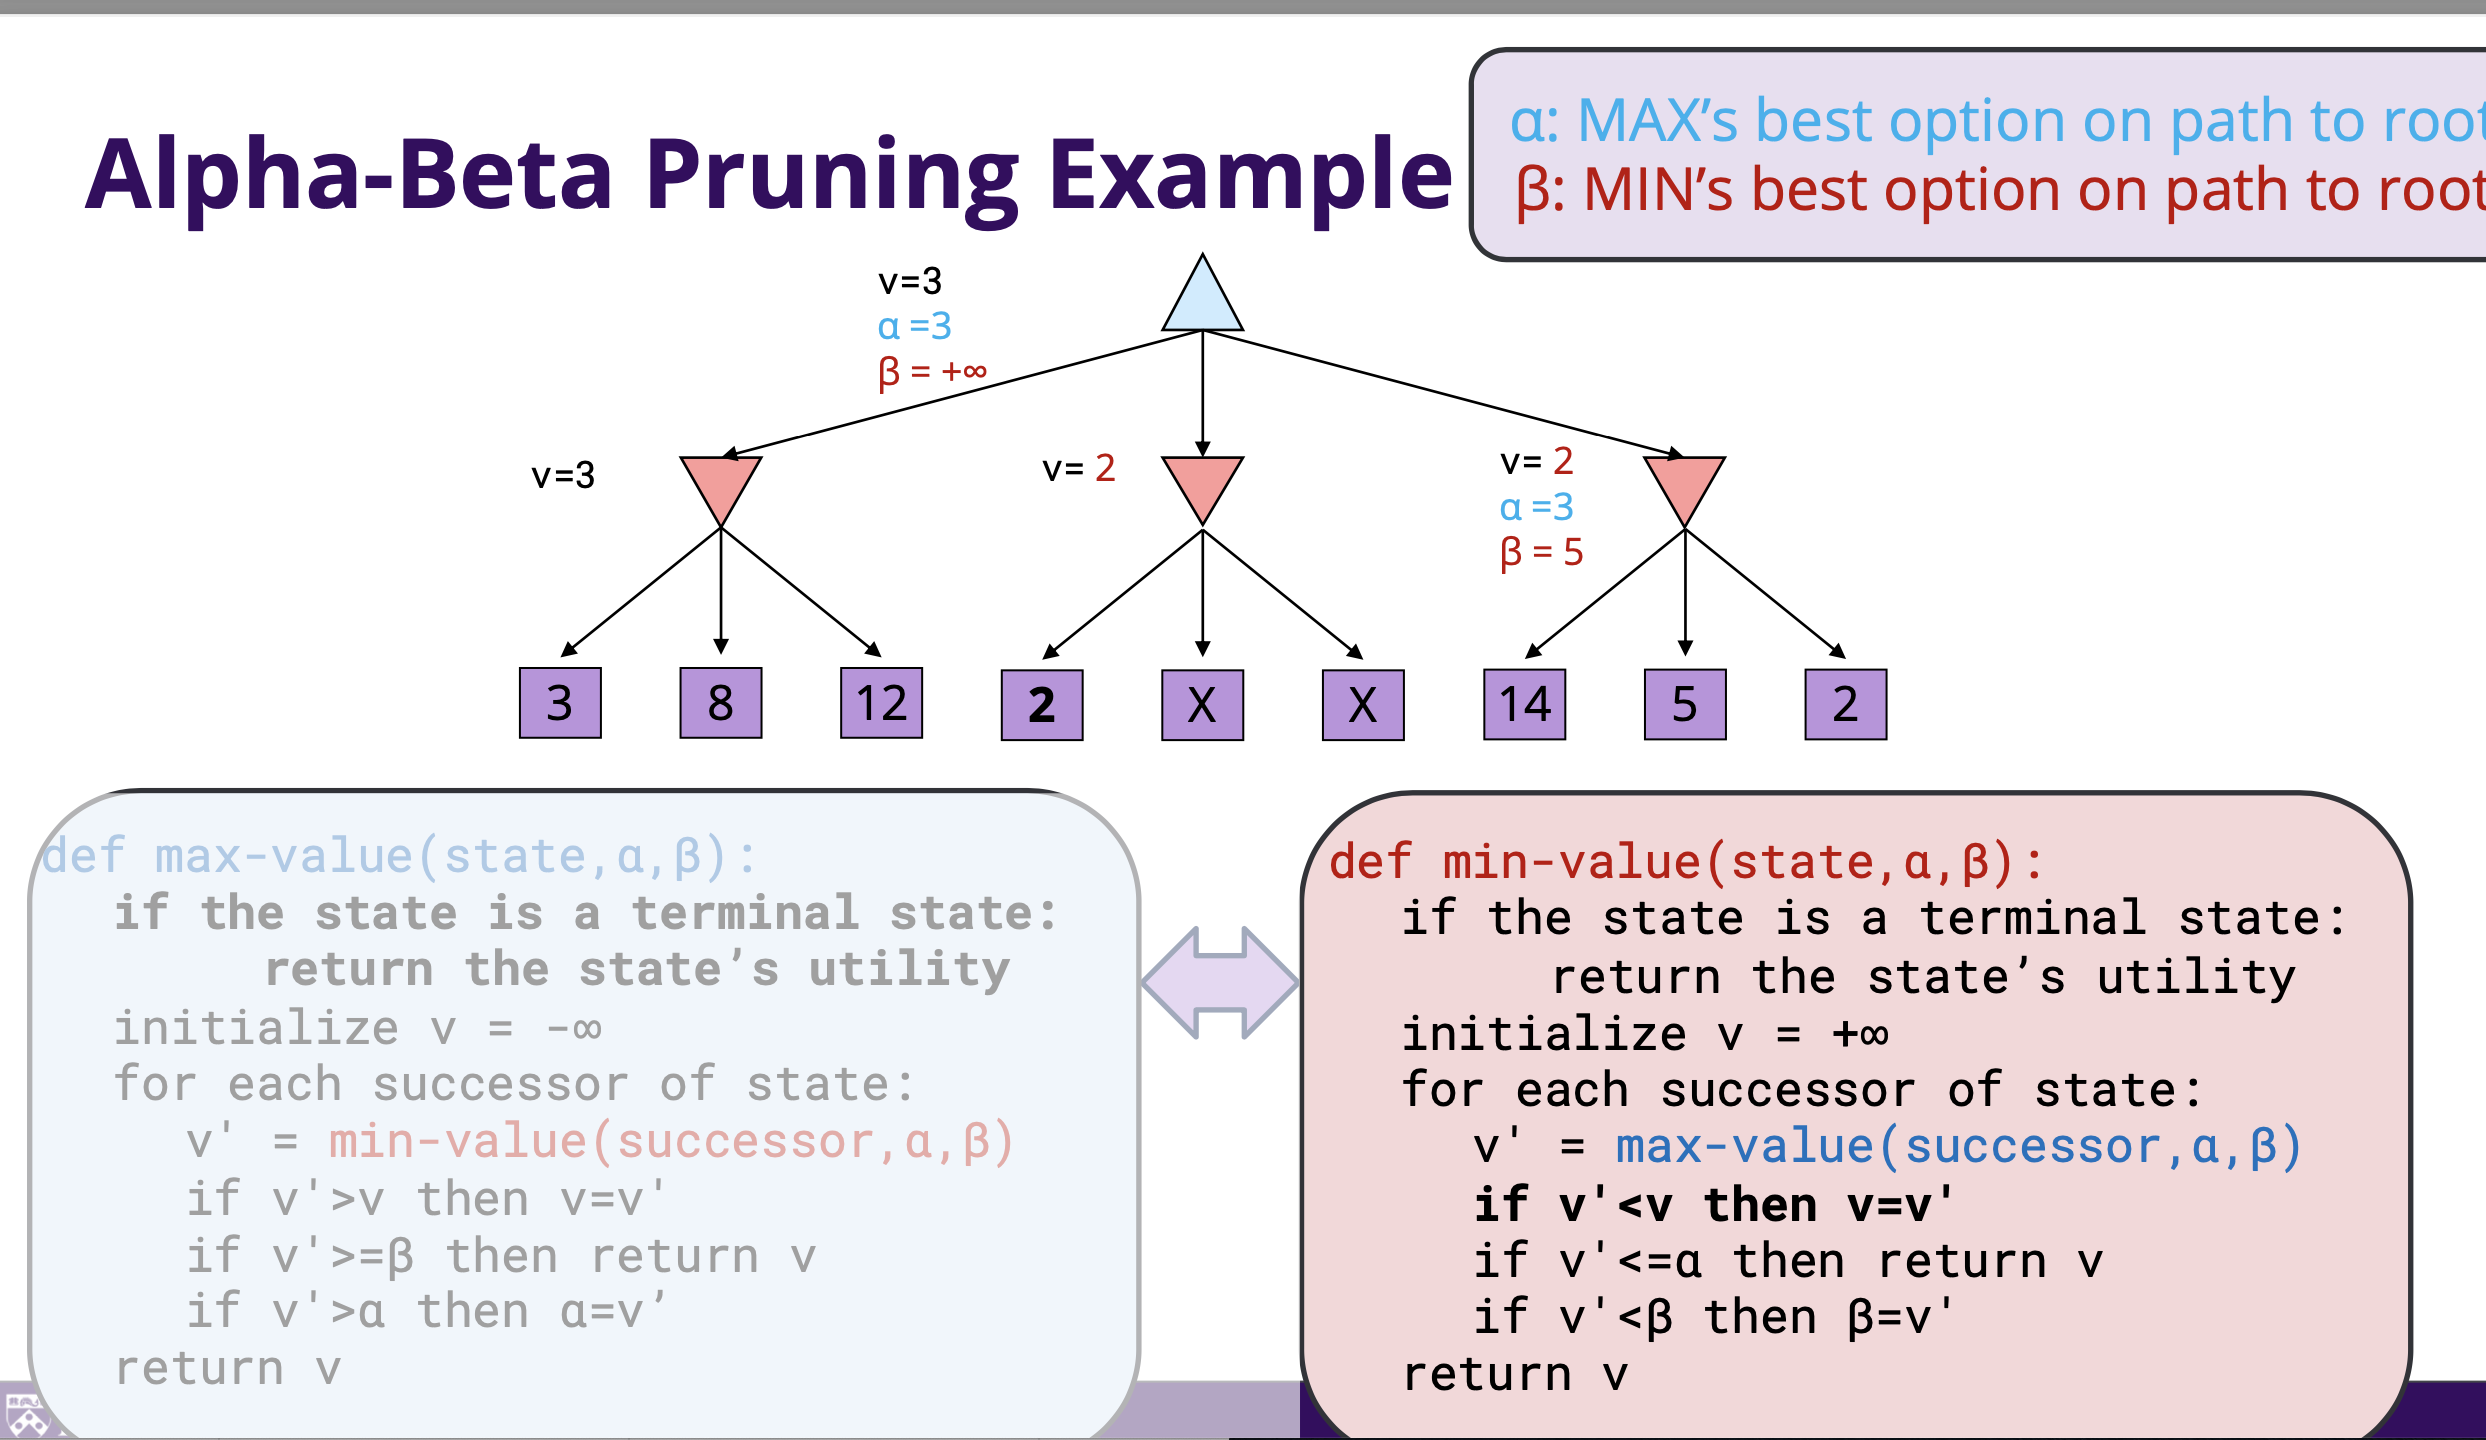 Alpha-Beta Pruning Example
α: MAX’s best option on path to root
β: MIN’s best option on path to root
v=3
α =3
β = +∞
v=3
v= 2
v= 2
α =3
β = 5
3 8 12 2 X X 14 5 2
def max-value(state,α,β):
if the state is a terminal state:
return the state’s utility
initialize v = -∞
for each successor of state:
v' = min-value(successor,α,β)
if v'>v then v=v'
if v'>=β then return v
if v'>α then α=v’
return v
def min-value(state,α,β):
if the state is a terminal state:
return the state’s utility
initialize v = +∞
for each successor of state:
v' = max-value(successor,α,β)
if v'<v then v=v'
if v'<=α then return v
if v'<β then β=v'
return v